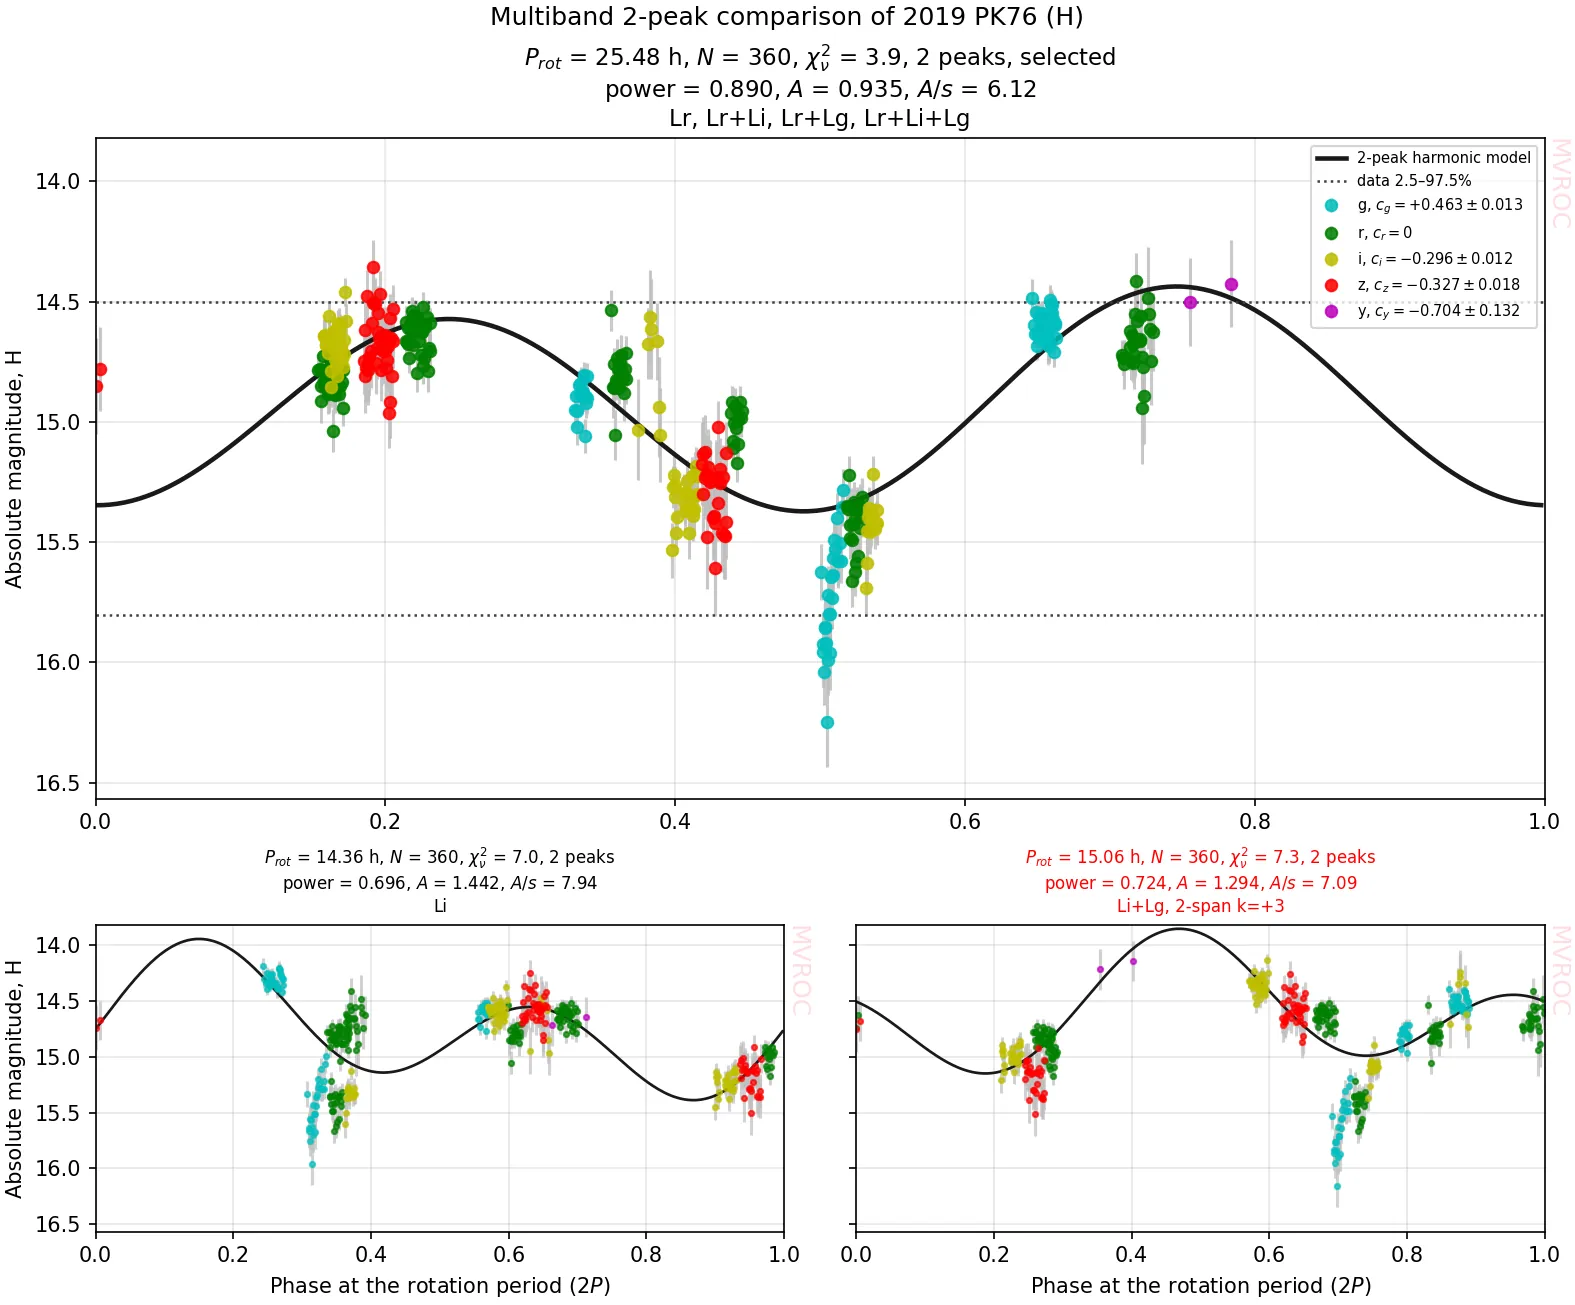 Multiband 2-peak comparison of 2019 PK76 (H)
P_rot = 25.48 h, N = 360, χ²_ν = 3.9, 2 peaks, selected
power = 0.890, A = 0.935, A/s = 6.12
Lr, Lr+Li, Lr+Lg, Lr+Li+Lg
MVROC
2-peak harmonic model
data 2.5–97.5%
g, c_g = +0.463 ± 0.013
r, c_r = 0
i, c_i = −0.296 ± 0.012
z, c_z = −0.327 ± 0.018
y, c_y = −0.704 ± 0.132
Absolute magnitude, H
14.0
14.5
15.0
15.5
16.0
16.5
0.0 0.2 0.4 0.6 0.8 1.0
P_rot = 14.36 h, N = 360, χ²_ν = 7.0, 2 peaks
power = 0.696, A = 1.442, A/s = 7.94
Li
MVROC
Absolute magnitude, H
14.0
14.5
15.0
15.5
16.0
16.5
0.0 0.2 0.4 0.6 0.8 1.0
Phase at the rotation period (2P)
P_rot = 15.06 h, N = 360, χ²_ν = 7.3, 2 peaks
power = 0.724, A = 1.294, A/s = 7.09
Li+Lg, 2-span k=+3
MVROC
0.0 0.2 0.4 0.6 0.8 1.0
Phase at the rotation period (2P)